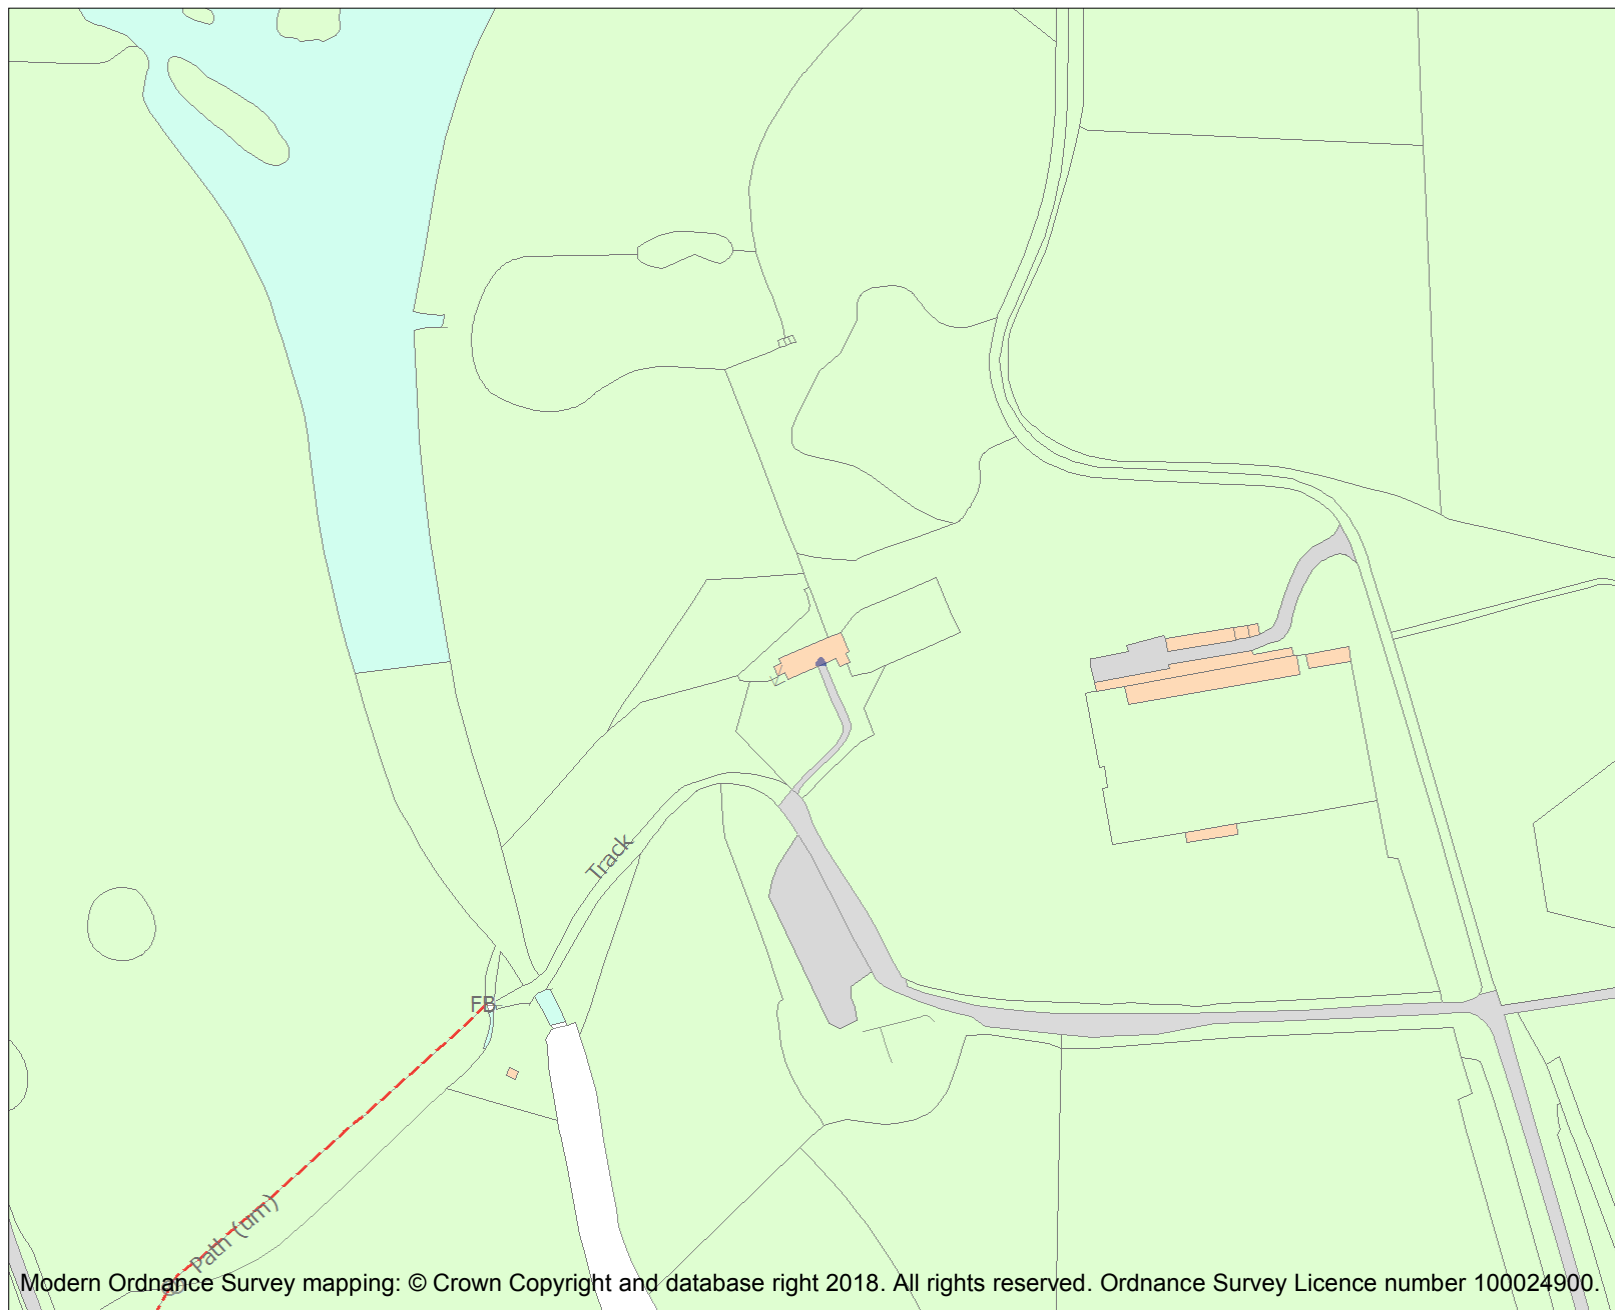 Track
FB
Path (um)
Modern Ordnance Survey mapping: © Crown Copyright and database right 2018. All rights reserved. Ordnance Survey Licence number 100024900.